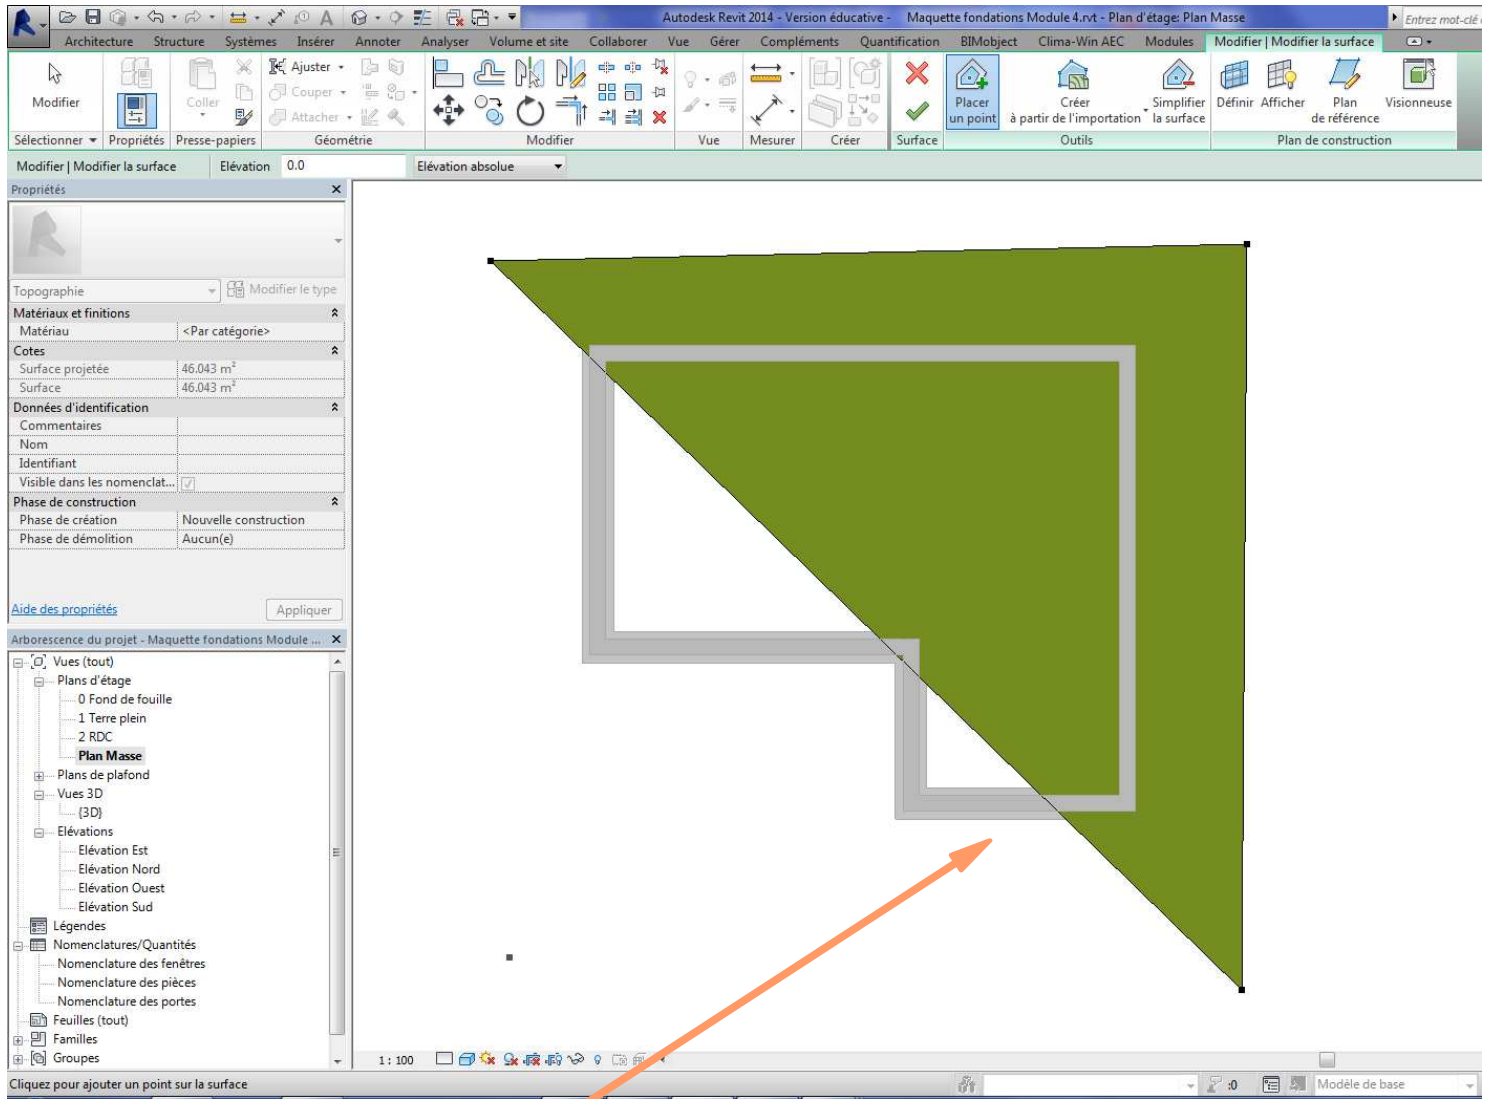 Autodesk Revit 2014 - Version éducative - Maquette fondations Module 4.rvt - Plan d'étage: Plan Masse
Entrez mot-clé
Architecture Structure Systèmes Insérer Annoter Analyser Volume et site Collaborer Vue Gérer Compléments Quantification BIMobject Clima-Win AEC Modules Modifier | Modifier la surface
Modifier
Coller
Ajuster
Couper
Attacher
Placer un point
Créer à partir de l'importation
Simplifier la surface
Définir Afficher Plan de référence Visionneuse
Sélectionner Propriétés Presse-papiers Géométrie Modifier Vue Mesurer Créer Surface Outils Plan de construction
Modifier | Modifier la surface Elévation 0.0 Elévation absolue
Propriétés
Topographie Modifier le type
Matériaux et finitions
Matériau <Par catégorie>
Cotes
Surface projetée 46.043 m²
Surface 46.043 m²
Données d'identification
Commentaires
Nom
Identifiant
Visible dans les nomenclat...
Phase de construction
Phase de création Nouvelle construction
Phase de démolition Aucun(e)
Aide des propriétés Appliquer
Arborescence du projet - Maquette fondations Module ...
Vues (tout)
Plans d'étage
0 Fond de fouille
1 Terre plein
2 RDC
Plan Masse
Plans de plafond
Vues 3D
{3D}
Elévations
Elévation Est
Elévation Nord
Elévation Ouest
Elévation Sud
Légendes
Nomenclatures/Quantités
Nomenclature des fenêtres
Nomenclature des pièces
Nomenclature des portes
Feuilles (tout)
Familles
Groupes
1 : 100
Cliquez pour ajouter un point sur la surface
:0
Modèle de base